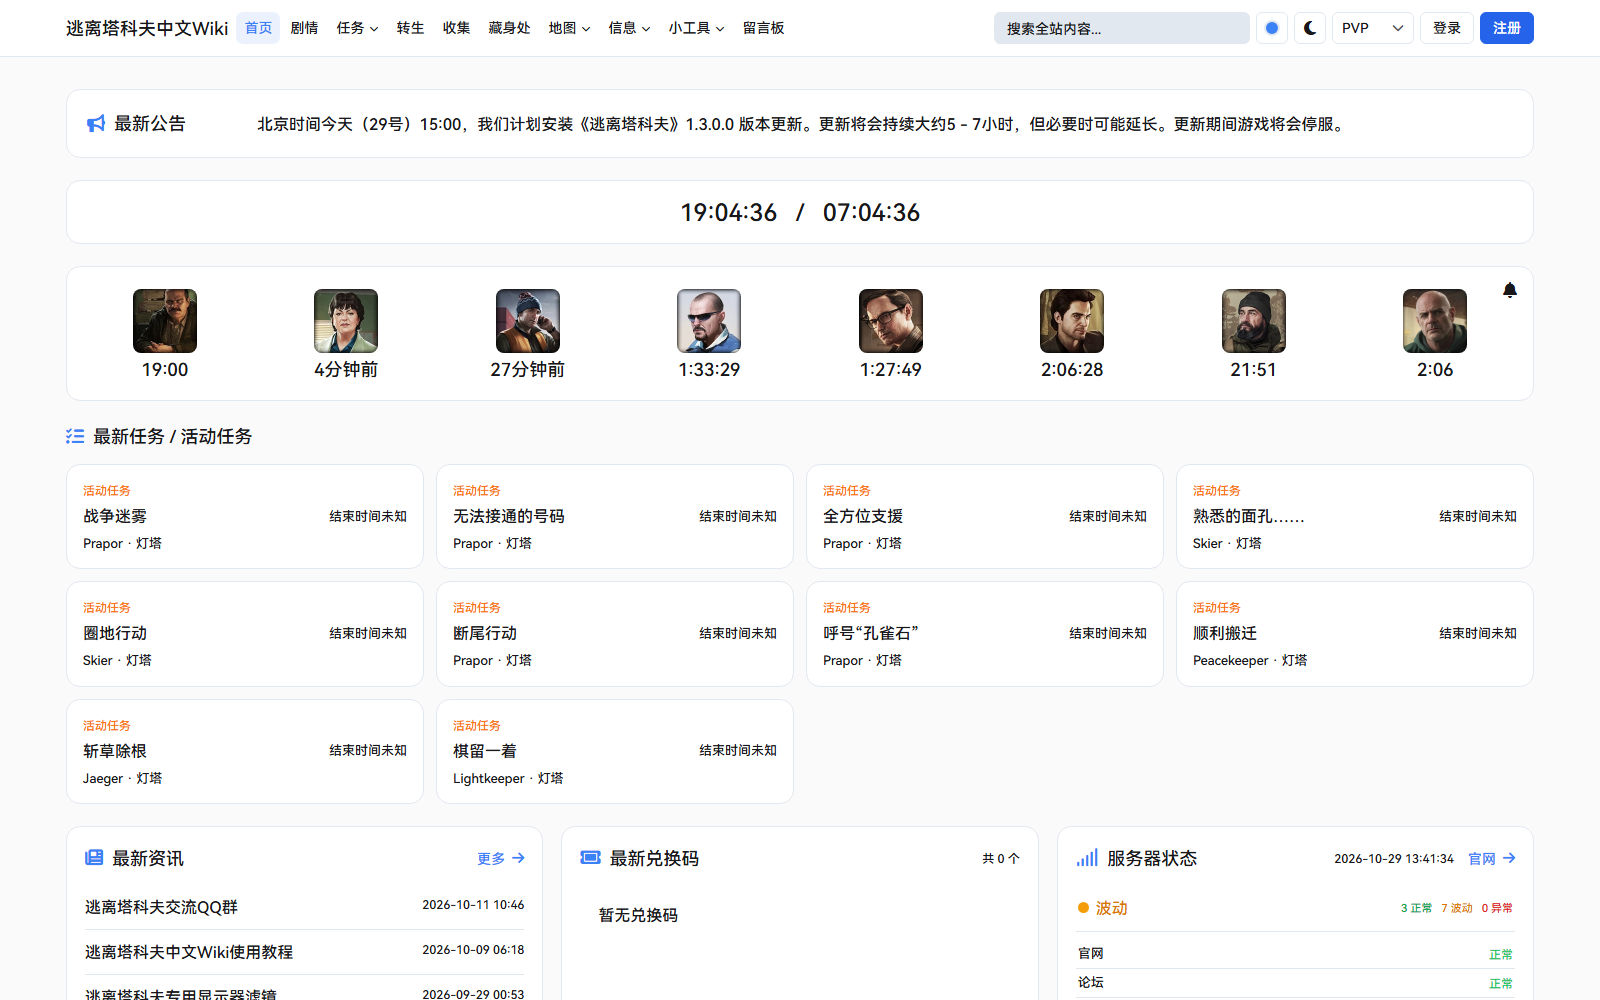 逃离塔科夫中文Wiki 首页 剧情 任务 转生 收集 藏身处 地图 信息 小工具 留言板 搜索全站内容... PVP 登录 注册
最新公告 北京时间今天（29号）15:00，我们计划安装《逃离塔科夫》1.3.0.0 版本更新。更新将会持续大约5 - 7小时，但必要时可能延长。更新期间游戏将会停服。
19:04:36 / 07:04:36
19:00 4分钟前 27分钟前 1:33:29 1:27:49 2:06:28 21:51 2:06
最新任务 / 活动任务
活动任务 活动任务 活动任务 活动任务
战争迷雾 结束时间未知 无法接通的号码 结束时间未知 全方位支援 结束时间未知 熟悉的面孔…… 结束时间未知
Prapor · 灯塔 Prapor · 灯塔 Prapor · 灯塔 Skier · 灯塔
活动任务 活动任务 活动任务 活动任务
圈地行动 结束时间未知 断尾行动 结束时间未知 呼号“孔雀石” 结束时间未知 顺利搬迁 结束时间未知
Skier · 灯塔 Prapor · 灯塔 Prapor · 灯塔 Peacekeeper · 灯塔
活动任务 活动任务
斩草除根 结束时间未知 棋留一着 结束时间未知
Jaeger · 灯塔 Lightkeeper · 灯塔
最新资讯 更多 最新兑换码 共 0 个 服务器状态 2026-10-29 13:41:34 官网
逃离塔科夫交流QQ群 2026-10-11 10:46 暂无兑换码 波动 3 正常 7 波动 0 异常
逃离塔科夫中文Wiki使用教程 2026-10-09 06:18 官网 正常
逃离塔科夫专用显示器滤镜 2026-09-29 00:53 论坛 正常